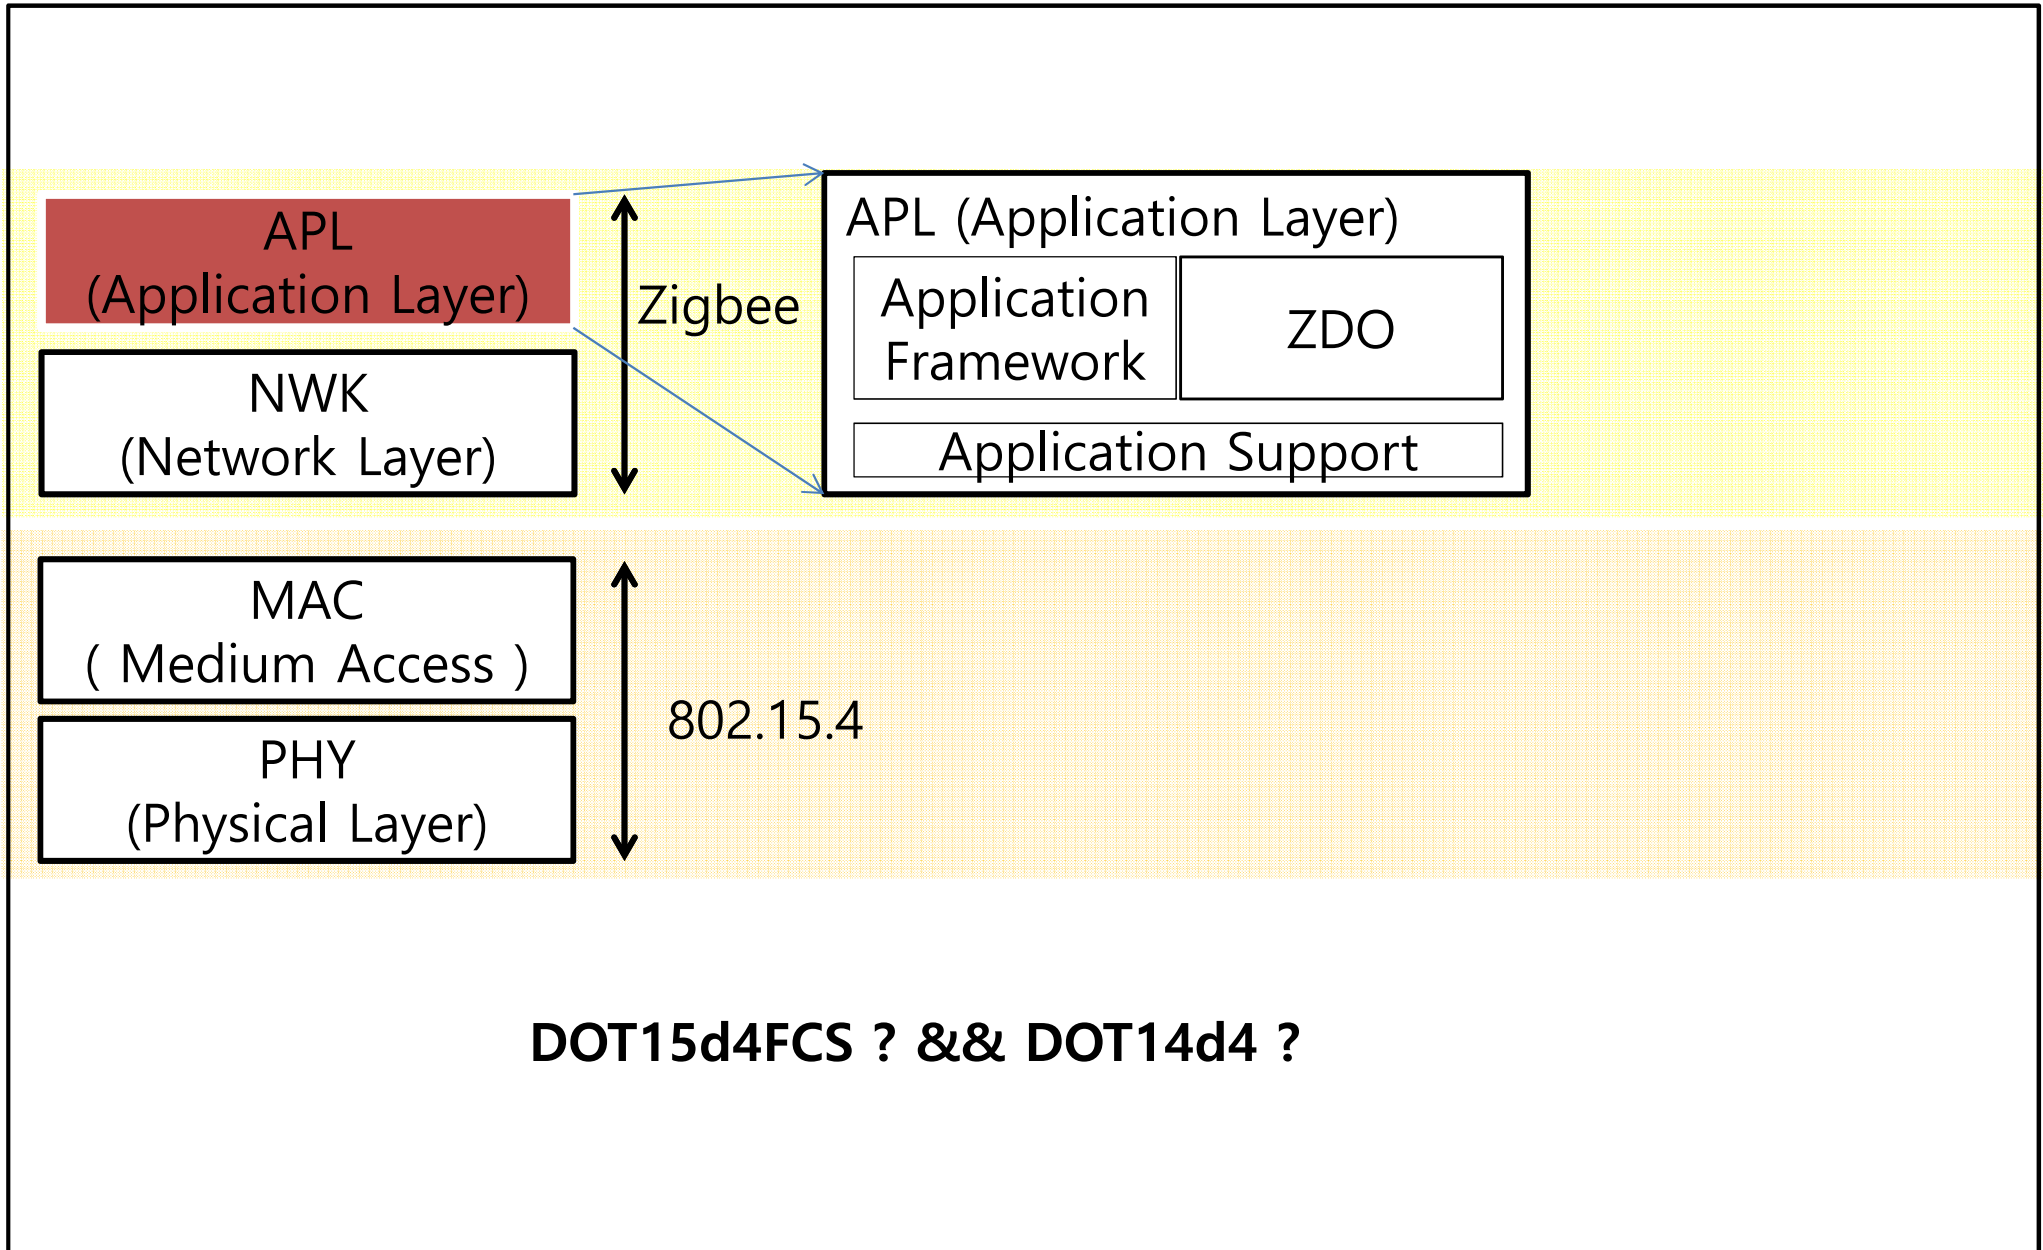 APL
(Application Layer)
NWK
(Network Layer)
Zigbee
APL (Application Layer)
Application
Framework
ZDO
Application Support
MAC
( Medium Access )
PHY
(Physical Layer)
802.15.4
DOT15d4FCS ? && DOT14d4 ?